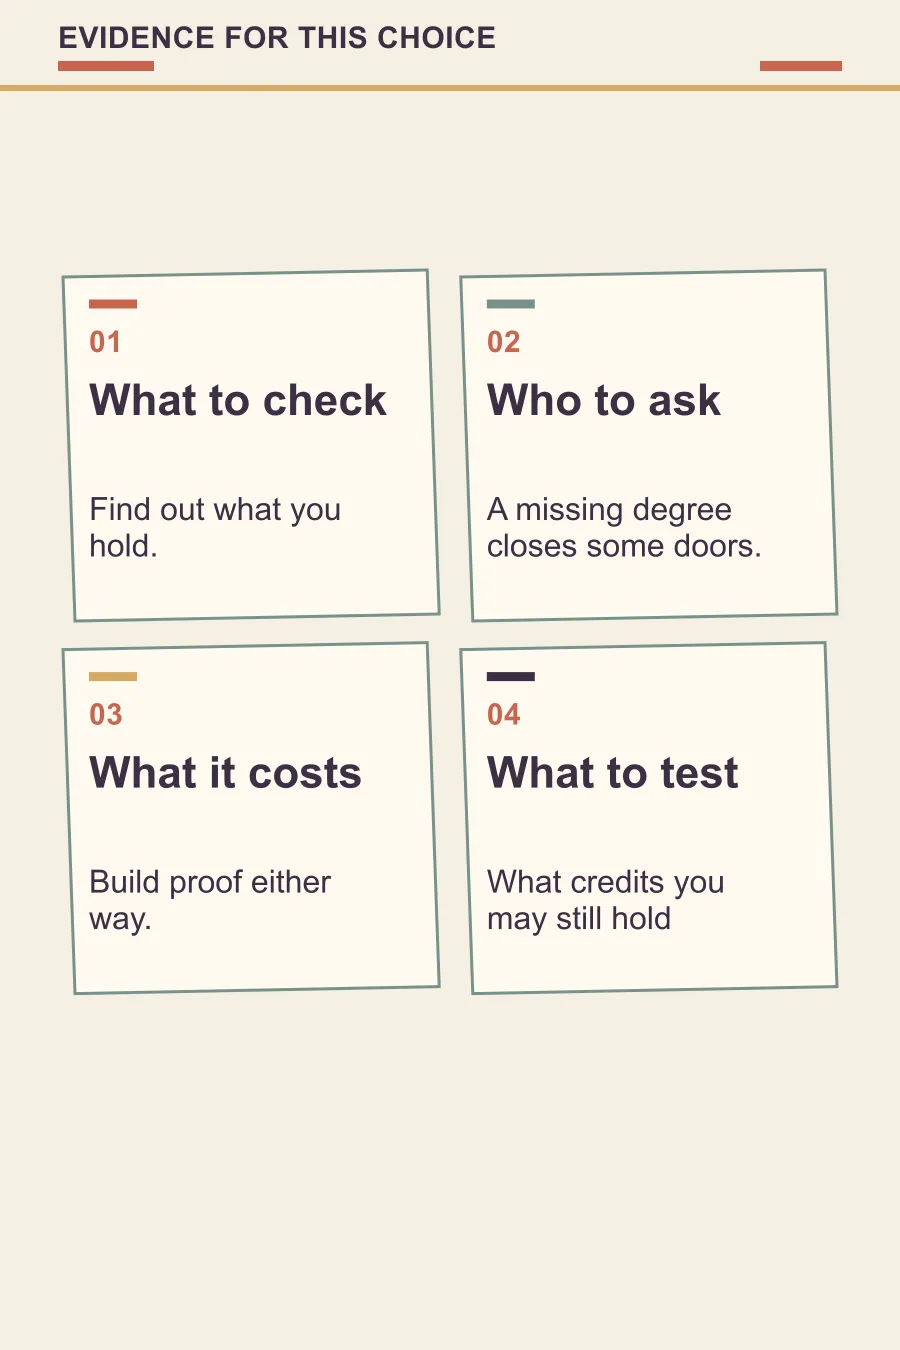 EVIDENCE FOR THIS CHOICE
01
What to check
Find out what you
hold.
02
Who to ask
A missing degree
closes some doors.
03
What it costs
Build proof either
way.
04
What to test
What credits you
may still hold